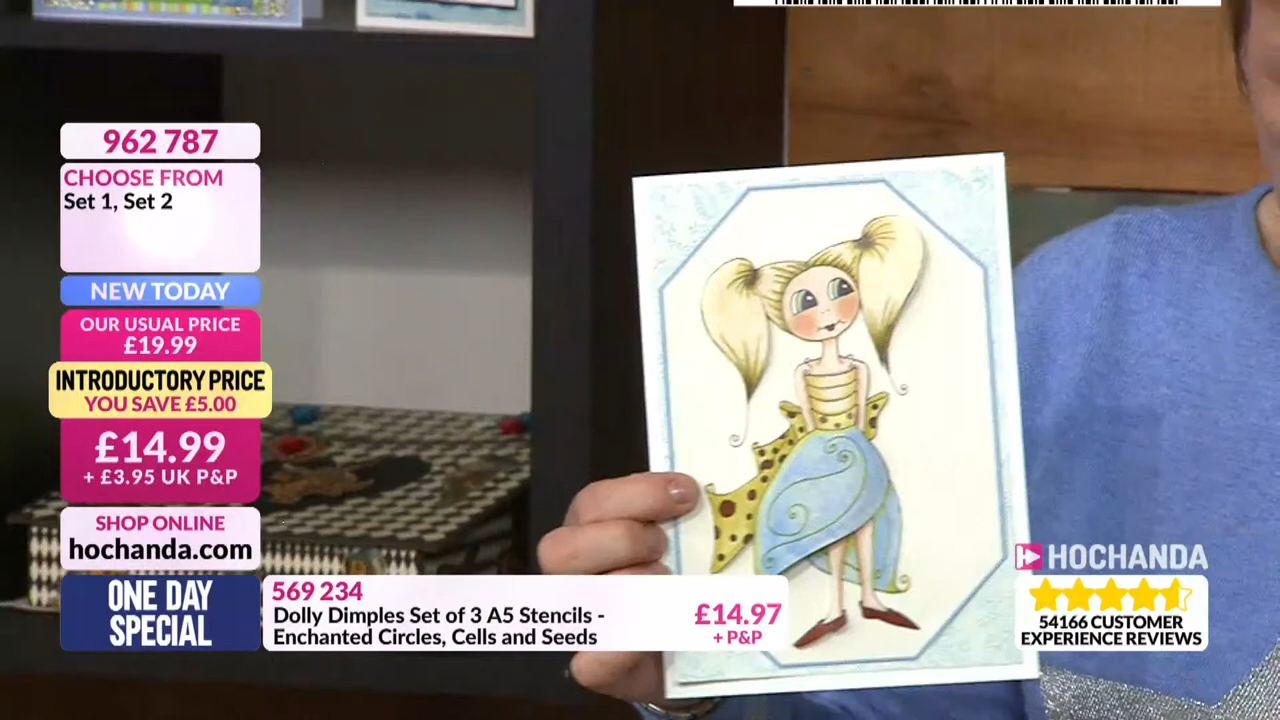 962 787
CHOOSE FROM
Set 1, Set 2
NEW TODAY
OUR USUAL PRICE
£19.99
INTRODUCTORY PRICE
YOU SAVE £5.00
£14.99
+ £3.95 UK P&P
SHOP ONLINE
hochanda.com
ONE DAY
SPECIAL
569 234
Dolly Dimples Set of 3 A5 Stencils -
Enchanted Circles, Cells and Seeds
£14.97
+ P&P
HOCHANDA
54166 CUSTOMER
EXPERIENCE REVIEWS